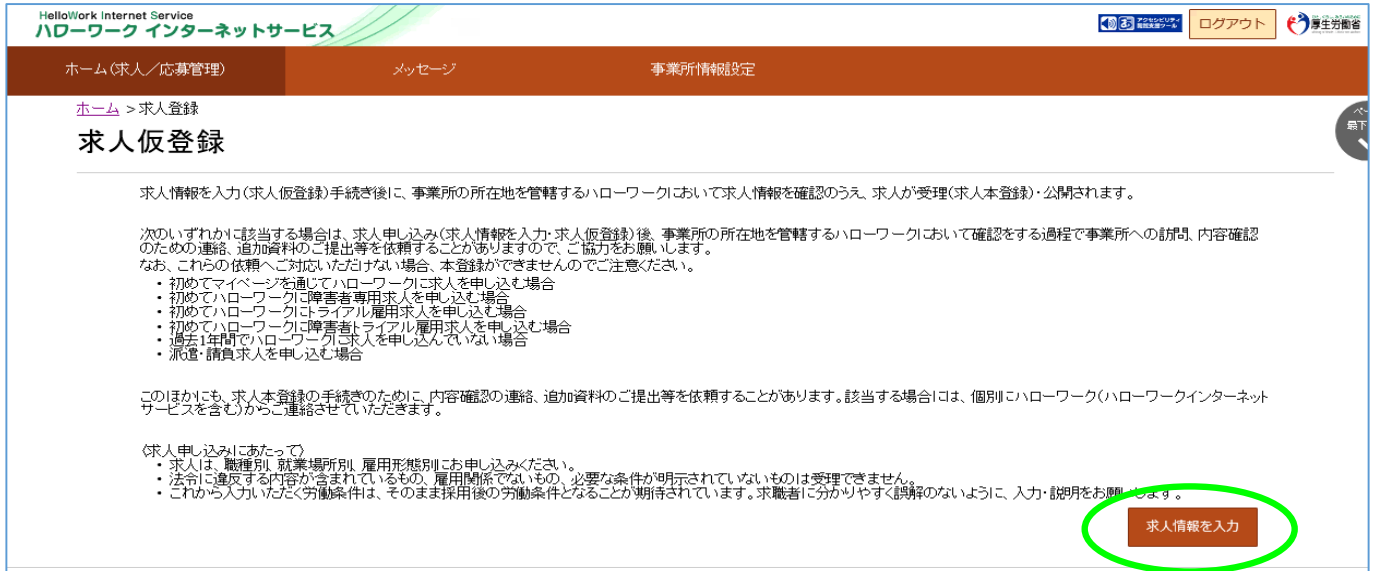 HelloWork Internet Service
ハローワーク インターネットサービス
ログアウト
厚生労働省
ホーム(求人/応募管理)
メッセージ
事業所情報設定
ホーム >求人登録
求人仮登録
求人情報を入力(求人仮登録)手続き後に、事業所の所在地を管轄するハローワークにおいて求人情報を確認のうえ、求人が受理(求人本登録)・公開されます。
次のいずれかに該当する場合は、求人申し込み(求人情報を入力・求人仮登録)後、事業所の所在地を管轄するハローワークにおいて確認をする過程で事業所への訪問、内容確認
のための連絡、追加資料のご提出等を依頼することがありますので、ご協力をお願いします。
なお、これらの依頼へご対応いただけない場合、本登録ができませんのでご注意ください。
・ 初めてマイページを通じてハローワークに求人を申し込む場合
・ 初めてハローワークに障害者専用求人を申し込む場合
・ 初めてハローワークにトライアル雇用求人を申し込む場合
・ 初めてハローワークに障害者トライアル雇用求人を申し込む場合
・ 過去1年間でハローワークに求人を申し込んでいない場合
・ 派遣・請負求人を申し込む場合
このほかにも、求人本登録の手続きのために、内容確認の連絡、追加資料のご提出等を依頼することがあります。該当する場合には、個別にハローワーク(ハローワークインターネット
サービスを含む)からご連絡させていただきます。
〈求人申し込みにあたって〉
・ 求人は、職種別、就業場所別、雇用形態別にお申し込みください。
・ 法令に違反する内容が含まれているもの、雇用関係でないもの、必要な条件が明示されていないものは受理できません。
・ これから入力いただく労働条件は、そのまま採用後の労働条件となることが期待されています。求職者に分かりやすく誤解のないように、入力・説明をお願いします。
求人情報を入力